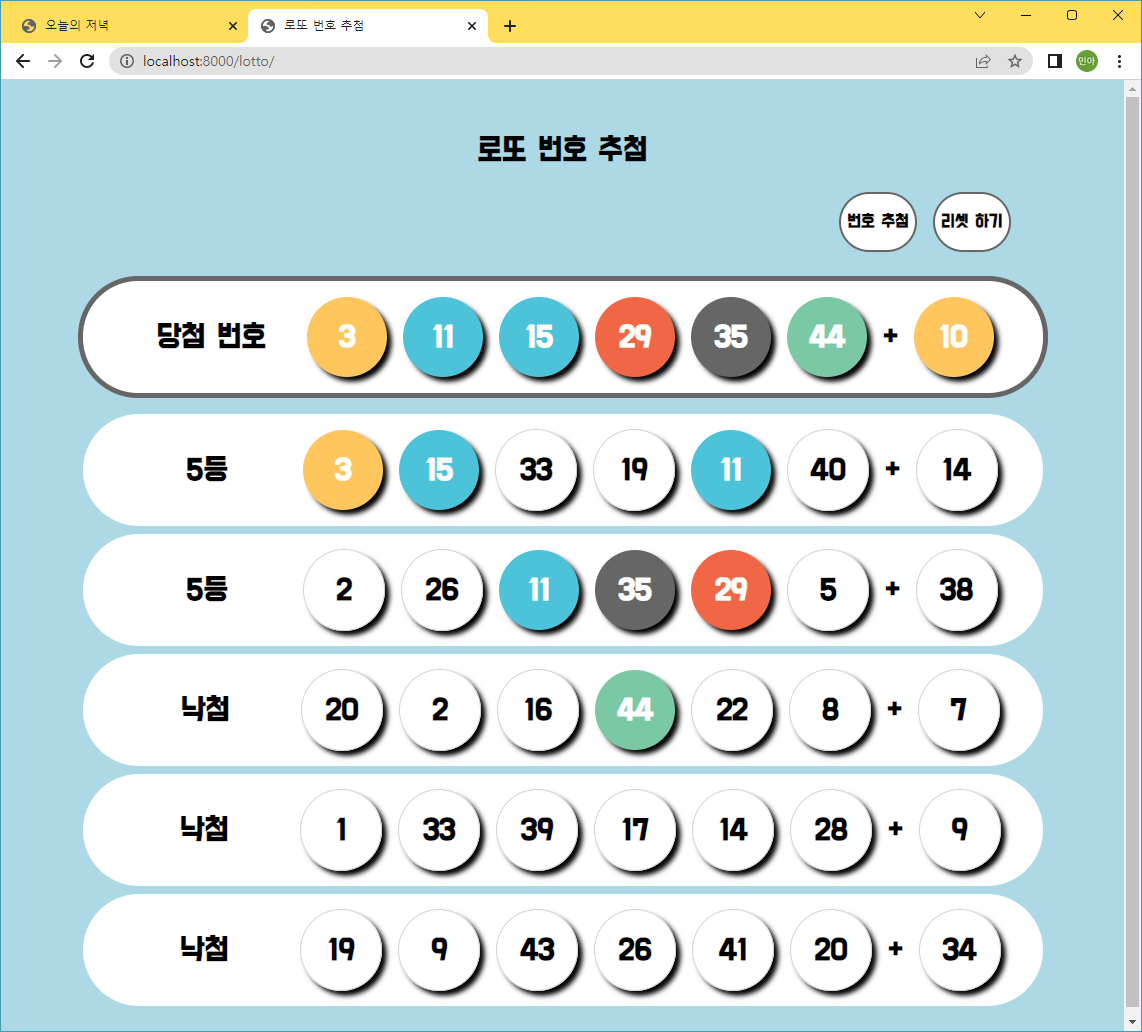 오늘의 저녁
로또 번호 추첨
localhost:8000/lotto/
민아
로또 번호 추첨
번호 추첨 리셋 하기
당첨 번호 3 11 15 29 35 44 + 10
5등 3 15 33 19 11 40 + 14
5등 2 26 11 35 29 5 + 38
낙첨 20 2 16 44 22 8 + 7
낙첨 1 33 39 17 14 28 + 9
낙첨 19 9 43 26 41 20 + 34